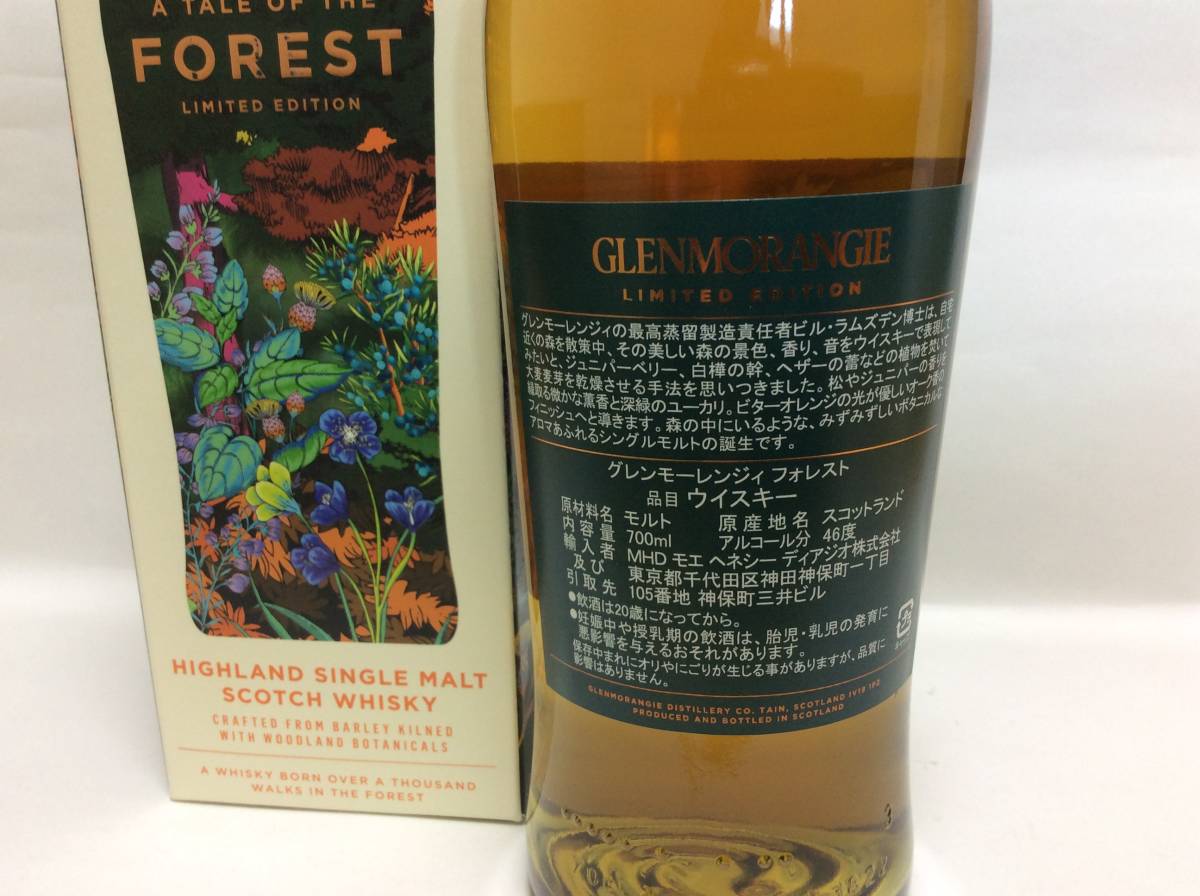 A TALE OF THE
FOREST
LIMITED EDITION
HIGHLAND SINGLE MALT
SCOTCH WHISKY
CRAFTED FROM BARLEY KILNED
WITH WOODLAND BOTANICALS
A WHISKY BORN OVER A THOUSAND
WALKS IN THE FOREST
GLENMORANGIE
LIMITED EDITION
グレンモーレンジィの最高蒸留製造責任者ビル・ラムズデン博士は、自宅
近くの森を散策中、その美しい森の景色、香り、音をウイスキーで表現して
みたいと、ジュニパーベリー、白樺の幹、ヘザーの蕾などの植物を焚いて
大麦麦芽を乾燥させる手法を思いつきました。松やジュニパーの香りを
縁取る微かな薫香と深緑のユーカリ。ビターオレンジの光が優しいオーク香の
フィニッシュへと導きます。森の中にいるような、みずみずしいボタニカルな
アロマあふれるシングルモルトの誕生です。
グレンモーレンジィ フォレスト
品目 ウイスキー
原材料名 モルト 原産地名 スコットランド
内容量 700ml アルコール分 46度
輸入者 MHD モエ ヘネシー ディアジオ株式会社
及び 東京都千代田区神田神保町一丁目
引取先 105番地 神保町三井ビル
●飲酒は20歳になってから。
●妊娠中や授乳期の飲酒は、胎児・乳児の発育に
悪影響を与えるおそれがあります。
保存中まれにオリやにごりが生じる事がありますが、品質に
影響はありません。
GLENMORANGIE DISTILLERY CO. TAIN, SCOTLAND IV19 1PZ
PRODUCED AND BOTTLED IN SCOTLAND